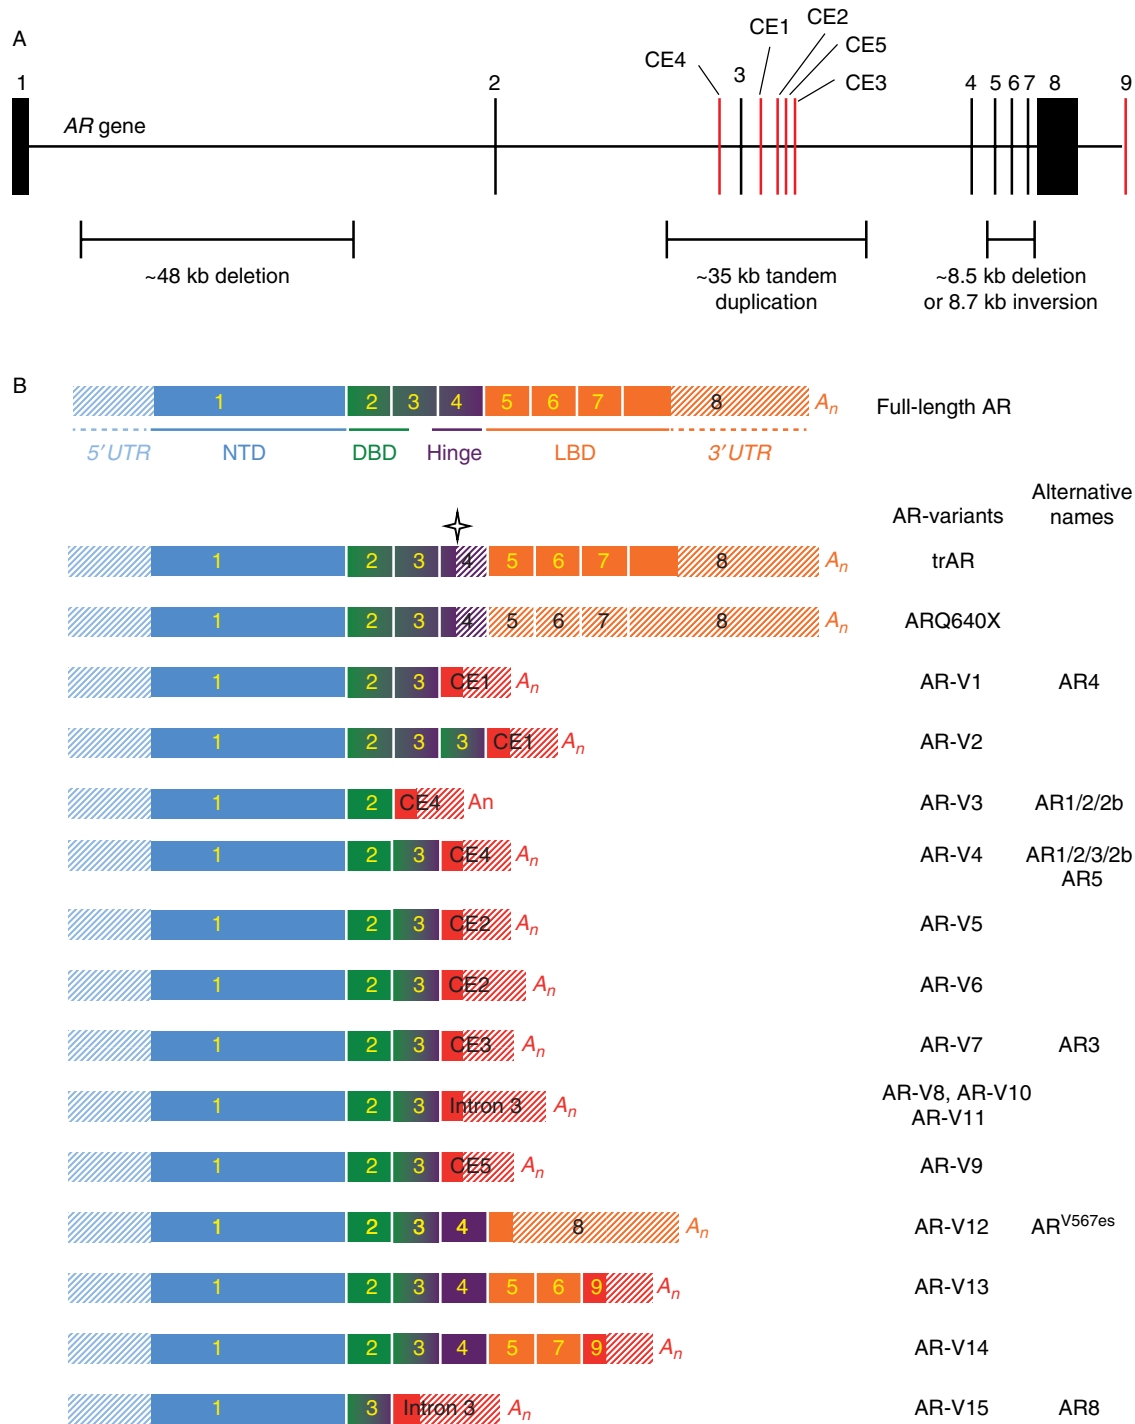 A
1
AR gene
2
CE4
3
CE1
CE2
CE5
CE3
4 5 6 7 8 9
~48 kb deletion
~35 kb tandem
duplication
~8.5 kb deletion
or 8.7 kb inversion
B
1 2 3 4 5 6 7 8 An Full-length AR
5′UTR NTD DBD Hinge LBD 3′UTR
AR-variants
Alternative
names
1 2 3 4 5 6 7 8 An trAR
1 2 3 4 5 6 7 8 An ARQ640X
1 2 3 CE1 An AR-V1 AR4
1 2 3 3 CE1 An AR-V2
1 2 CE4 An AR-V3 AR1/2/2b
1 2 3 CE4 An AR-V4 AR1/2/3/2b
AR5
1 2 3 CE2 An AR-V5
1 2 3 CE2 An AR-V6
1 2 3 CE3 An AR-V7 AR3
1 2 3 Intron 3 An AR-V8, AR-V10
AR-V11
1 2 3 CE5 An AR-V9
1 2 3 4 8 An AR-V12 ARV567es
1 2 3 4 5 6 9 An AR-V13
1 2 3 4 5 7 9 An AR-V14
1 3 Intron 3 An AR-V15 AR8